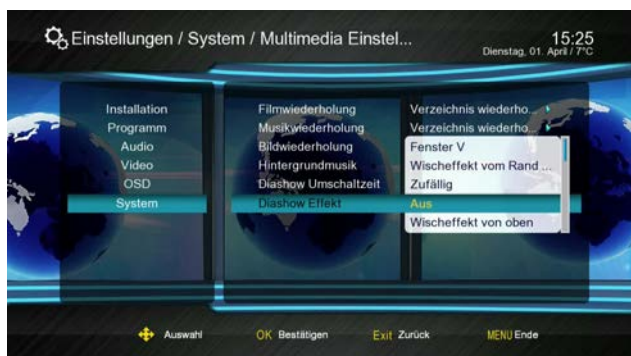 Einstellungen / System / Multimedia Einstel...
15:25
Dienstag, 01. April / 7°C
Installation
Programm
Audio
Video
OSD
System
Filmwiederholung
Musikwiederholung
Bildwiederholung
Hintergrundmusik
Diashow Umschaltzeit
Diashow Effekt
Verzeichnis wiederho...
Verzeichnis wiederho...
Fenster V
Wischeffekt vom Rand ...
Zufällig
Aus
Wischeffekt von oben
Auswahl
OK Bestätigen
Exit Zurück
MENU Ende